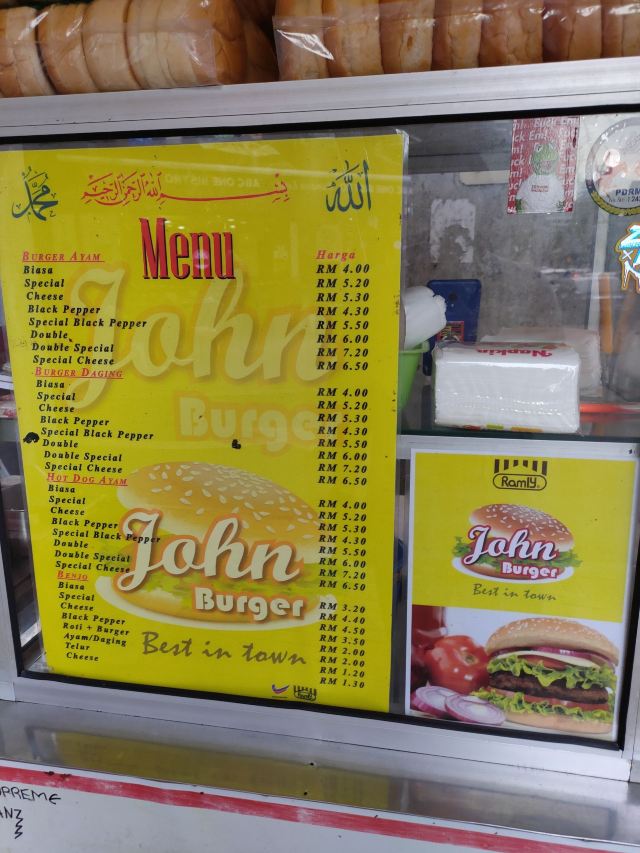 محمد
بسم الله الرحمن الرحيم
الله
Menu
BURGER AYAM Harga
Biasa RM 4.00
Special RM 5.20
Cheese RM 5.30
Black Pepper RM 4.30
Special Black Pepper RM 5.50
Double RM 6.00
Double Special RM 7.20
Special Cheese RM 6.50
BURGER DAGING
Biasa RM 4.00
Special RM 5.20
Cheese RM 5.30
Black Pepper RM 4.30
Special Black Pepper RM 5.50
Double RM 6.00
Double Special RM 7.20
Special Cheese RM 6.50
HOT DOG AYAM
Biasa RM 4.00
Special RM 5.20
Cheese RM 5.30
Black Pepper RM 4.30
Special Black Pepper RM 5.50
Double RM 6.00
Double Special RM 7.20
Special Cheese RM 6.50
BENJO
Biasa RM 3.20
Special RM 4.40
Cheese RM 4.50
Black Pepper RM 3.50
Roti + Burger RM 2.00
Ayam/Daging RM 2.00
Telur RM 1.20
Cheese RM 1.30
John
Burger
John
Burger
Best in town
Napkin
PDRM
Ramly
John
Burger
Best in town